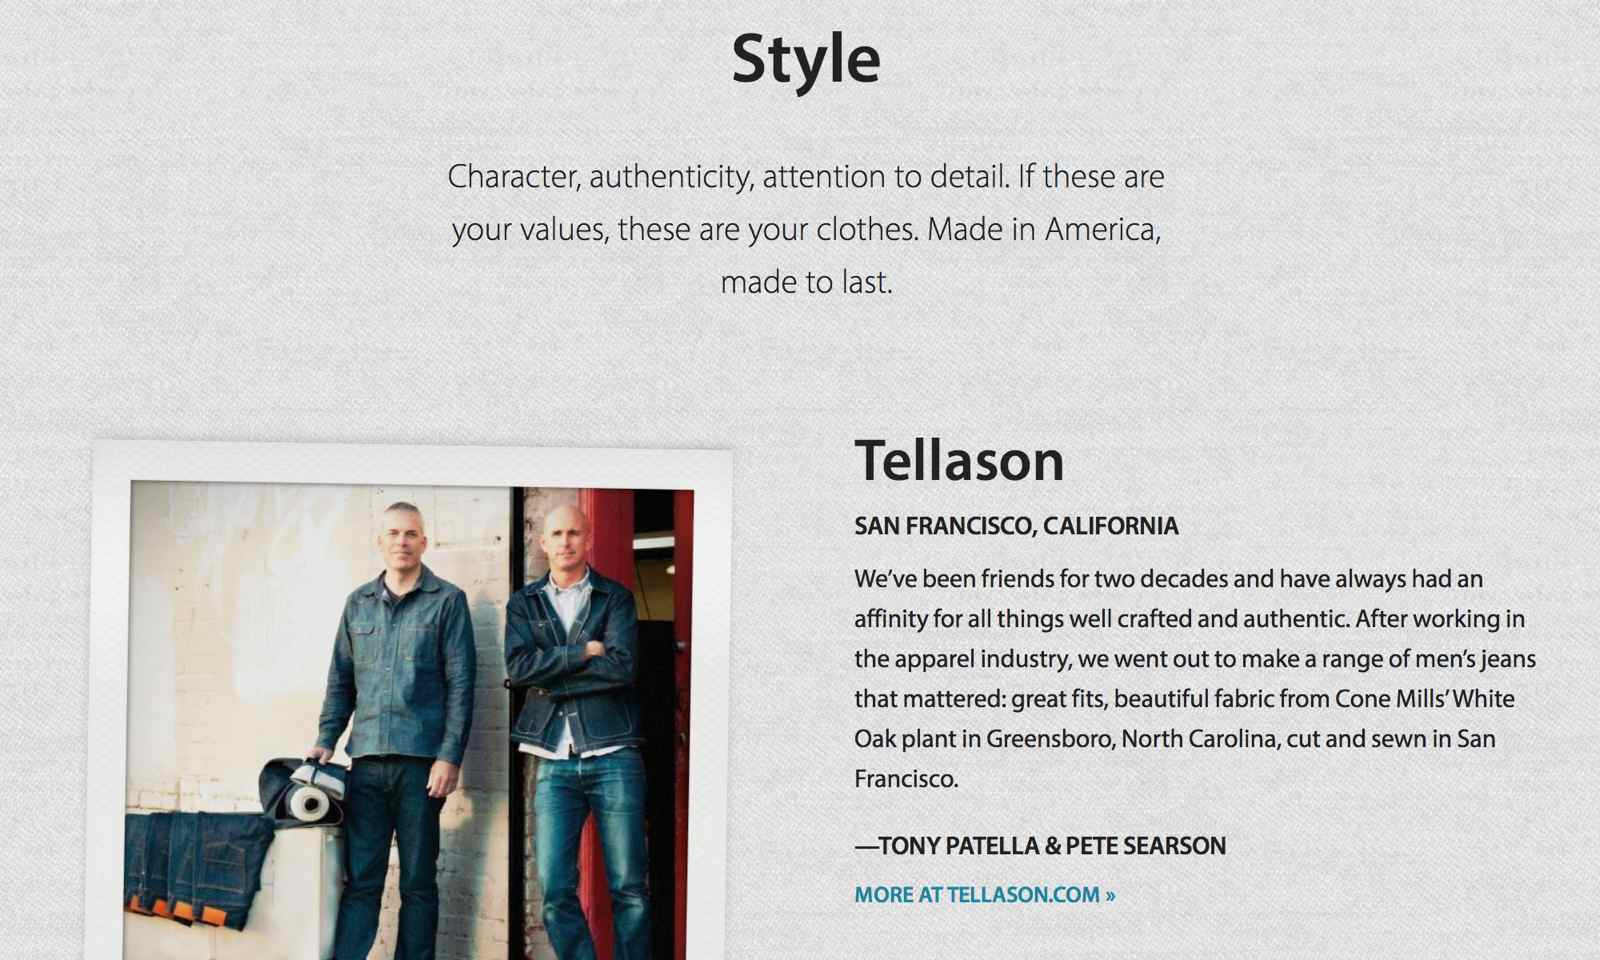 Style
Character, authenticity, attention to detail. If these are
your values, these are your clothes. Made in America,
made to last.
Tellason
SAN FRANCISCO, CALIFORNIA
We’ve been friends for two decades and have always had an
affinity for all things well crafted and authentic. After working in
the apparel industry, we went out to make a range of men’s jeans
that mattered: great fits, beautiful fabric from Cone Mills’ White
Oak plant in Greensboro, North Carolina, cut and sewn in San
Francisco.
—TONY PATELLA & PETE SEARSON
MORE AT TELLASON.COM »